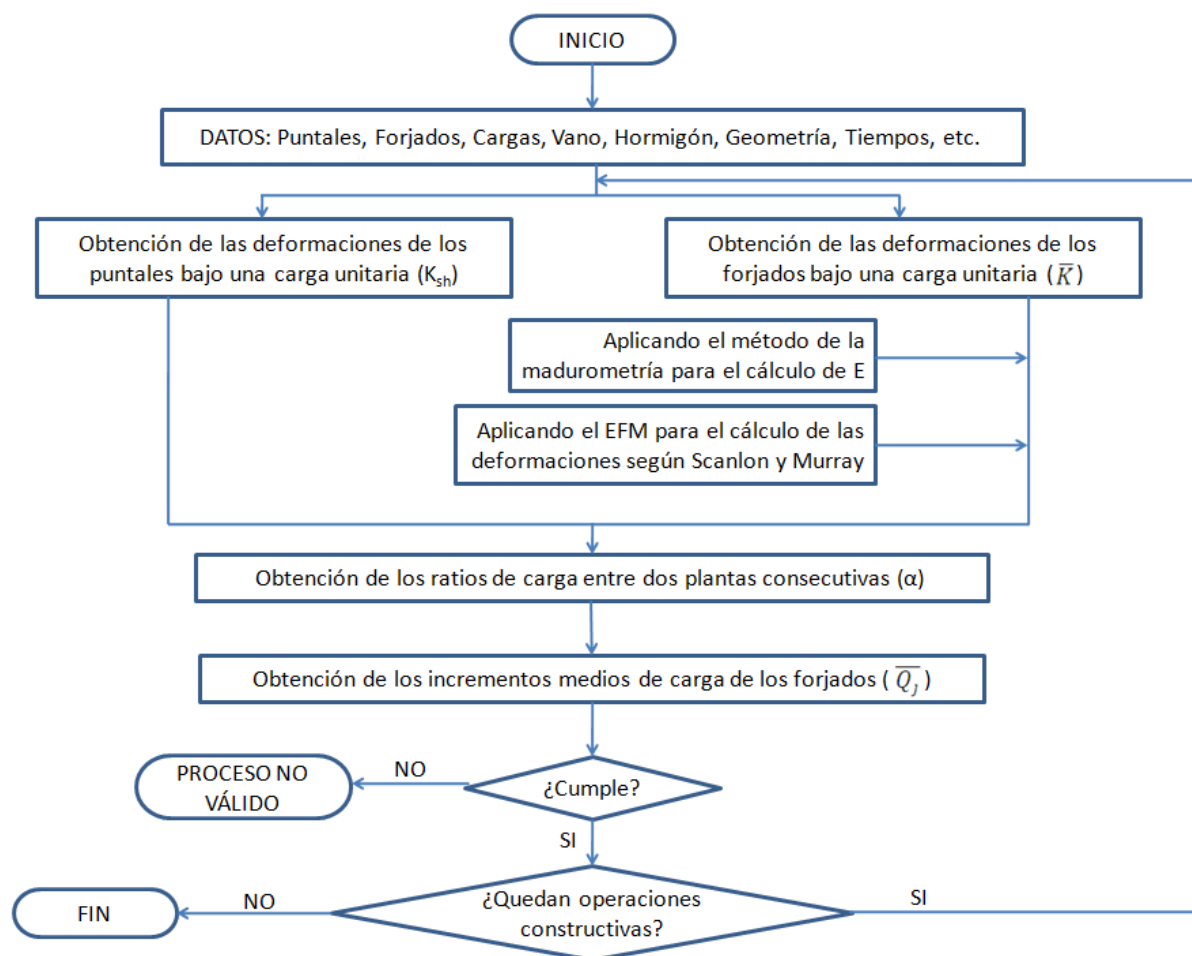 INICIO
DATOS: Puntales, Forjados, Cargas, Vano, Hormigón, Geometría, Tiempos, etc.
Obtención de las deformaciones de los
puntales bajo una carga unitaria (Ksh)
Obtención de las deformaciones de los
forjados bajo una carga unitaria ( K̅ )
Aplicando el método de la
madurometría para el cálculo de E
Aplicando el EFM para el cálculo de las
deformaciones según Scanlon y Murray
Obtención de los ratios de carga entre dos plantas consecutivas (α)
Obtención de los incrementos medios de carga de los forjados ( Q̅j̅ )
PROCESO NO
VÁLIDO
NO
¿Cumple?
SI
FIN
NO
¿Quedan operaciones
constructivas?
SI